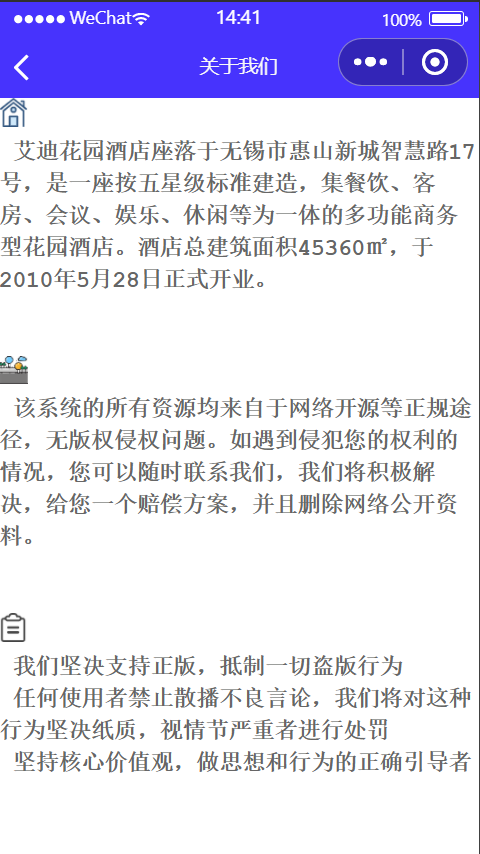 WeChat 14:41 100%
关于我们
艾迪花园酒店座落于无锡市惠山新城智慧路17
号，是一座按五星级标准建造，集餐饮、客
房、会议、娱乐、休闲等为一体的多功能商务
型花园酒店。酒店总建筑面积45360㎡，于
2010年5月28日正式开业。
该系统的所有资源均来自于网络开源等正规途
径，无版权侵权问题。如遇到侵犯您的权利的
情况，您可以随时联系我们，我们将积极解
决，给您一个赔偿方案，并且删除网络公开资
料。
我们坚决支持正版，抵制一切盗版行为
任何使用者禁止散播不良言论，我们将对这种
行为坚决纸质，视情节严重者进行处罚
坚持核心价值观，做思想和行为的正确引导者